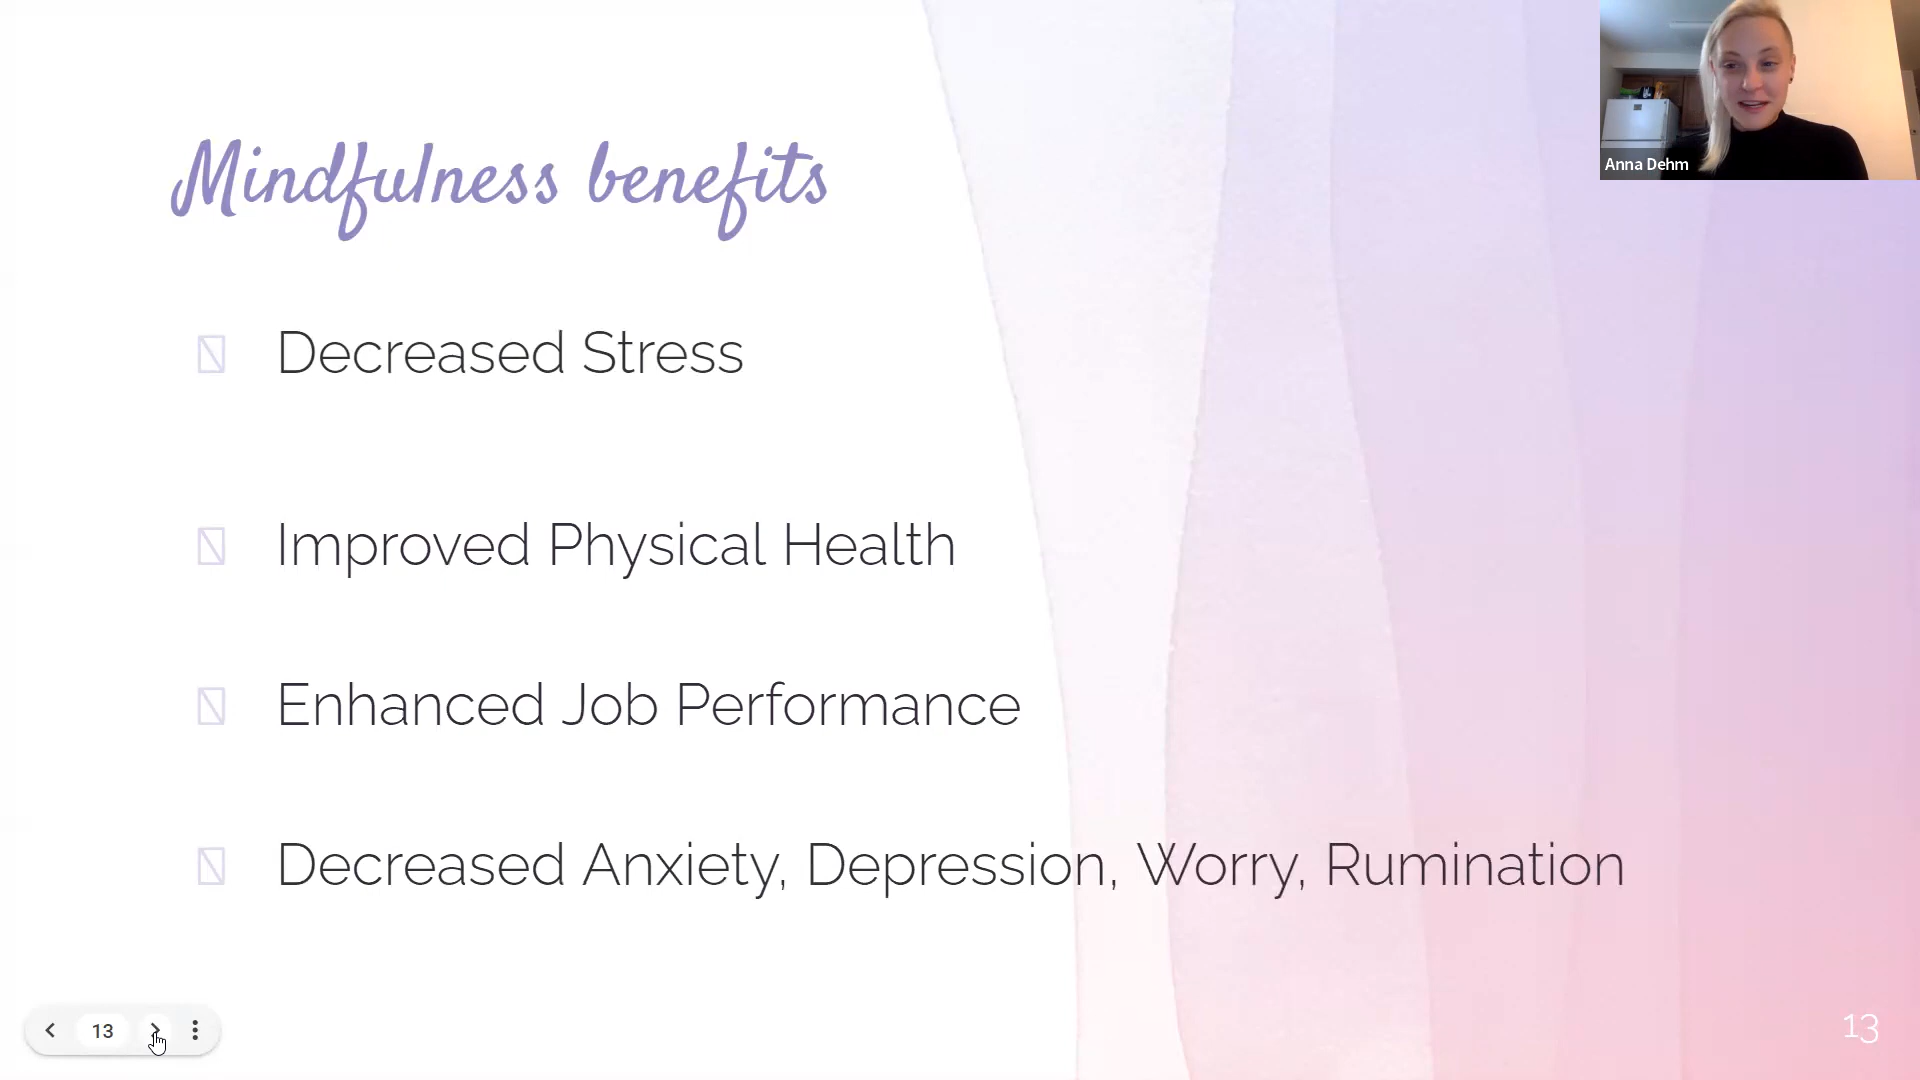 Anna Dehm
Mindfulness benefits
Decreased Stress
Improved Physical Health
Enhanced Job Performance
Decreased Anxiety, Depression, Worry, Rumination
13
13